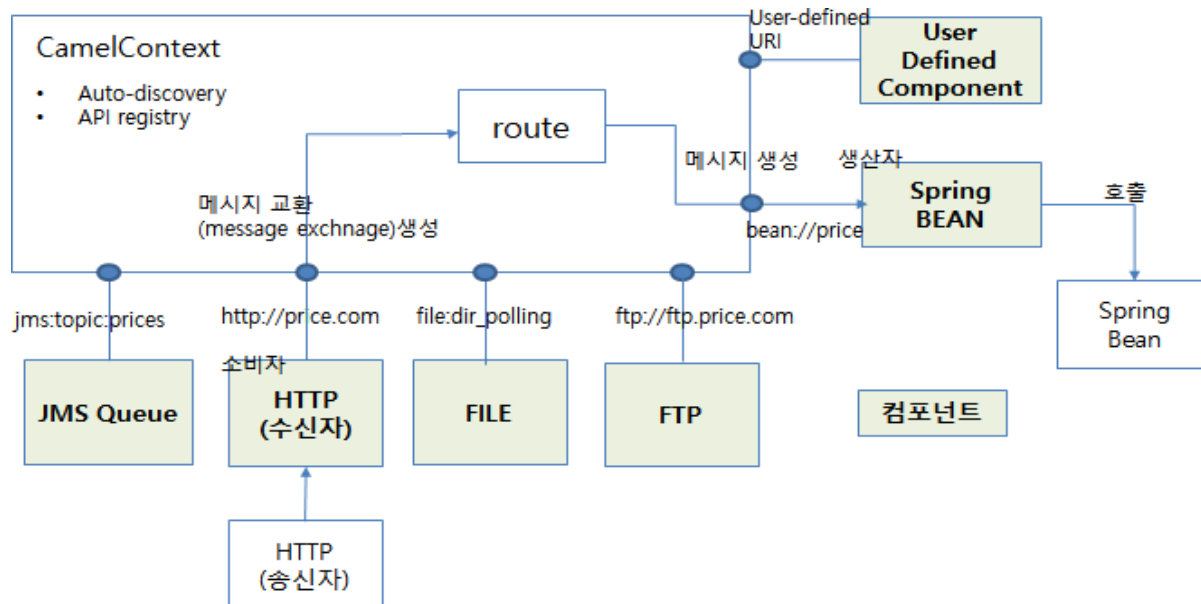 CamelContext
• Auto-discovery
• API registry
User-defined
URI
User
Defined
Component
route
메시지 생성
생산자
메시지 교환
(message exchnage)생성
bean://price
Spring
BEAN
호출
Spring
Bean
jms:topic:prices
http://price.com
file:dir_polling
ftp://ftp.price.com
소비자
JMS Queue
HTTP
(수신자)
FILE
FTP
컴포넌트
HTTP
(송신자)